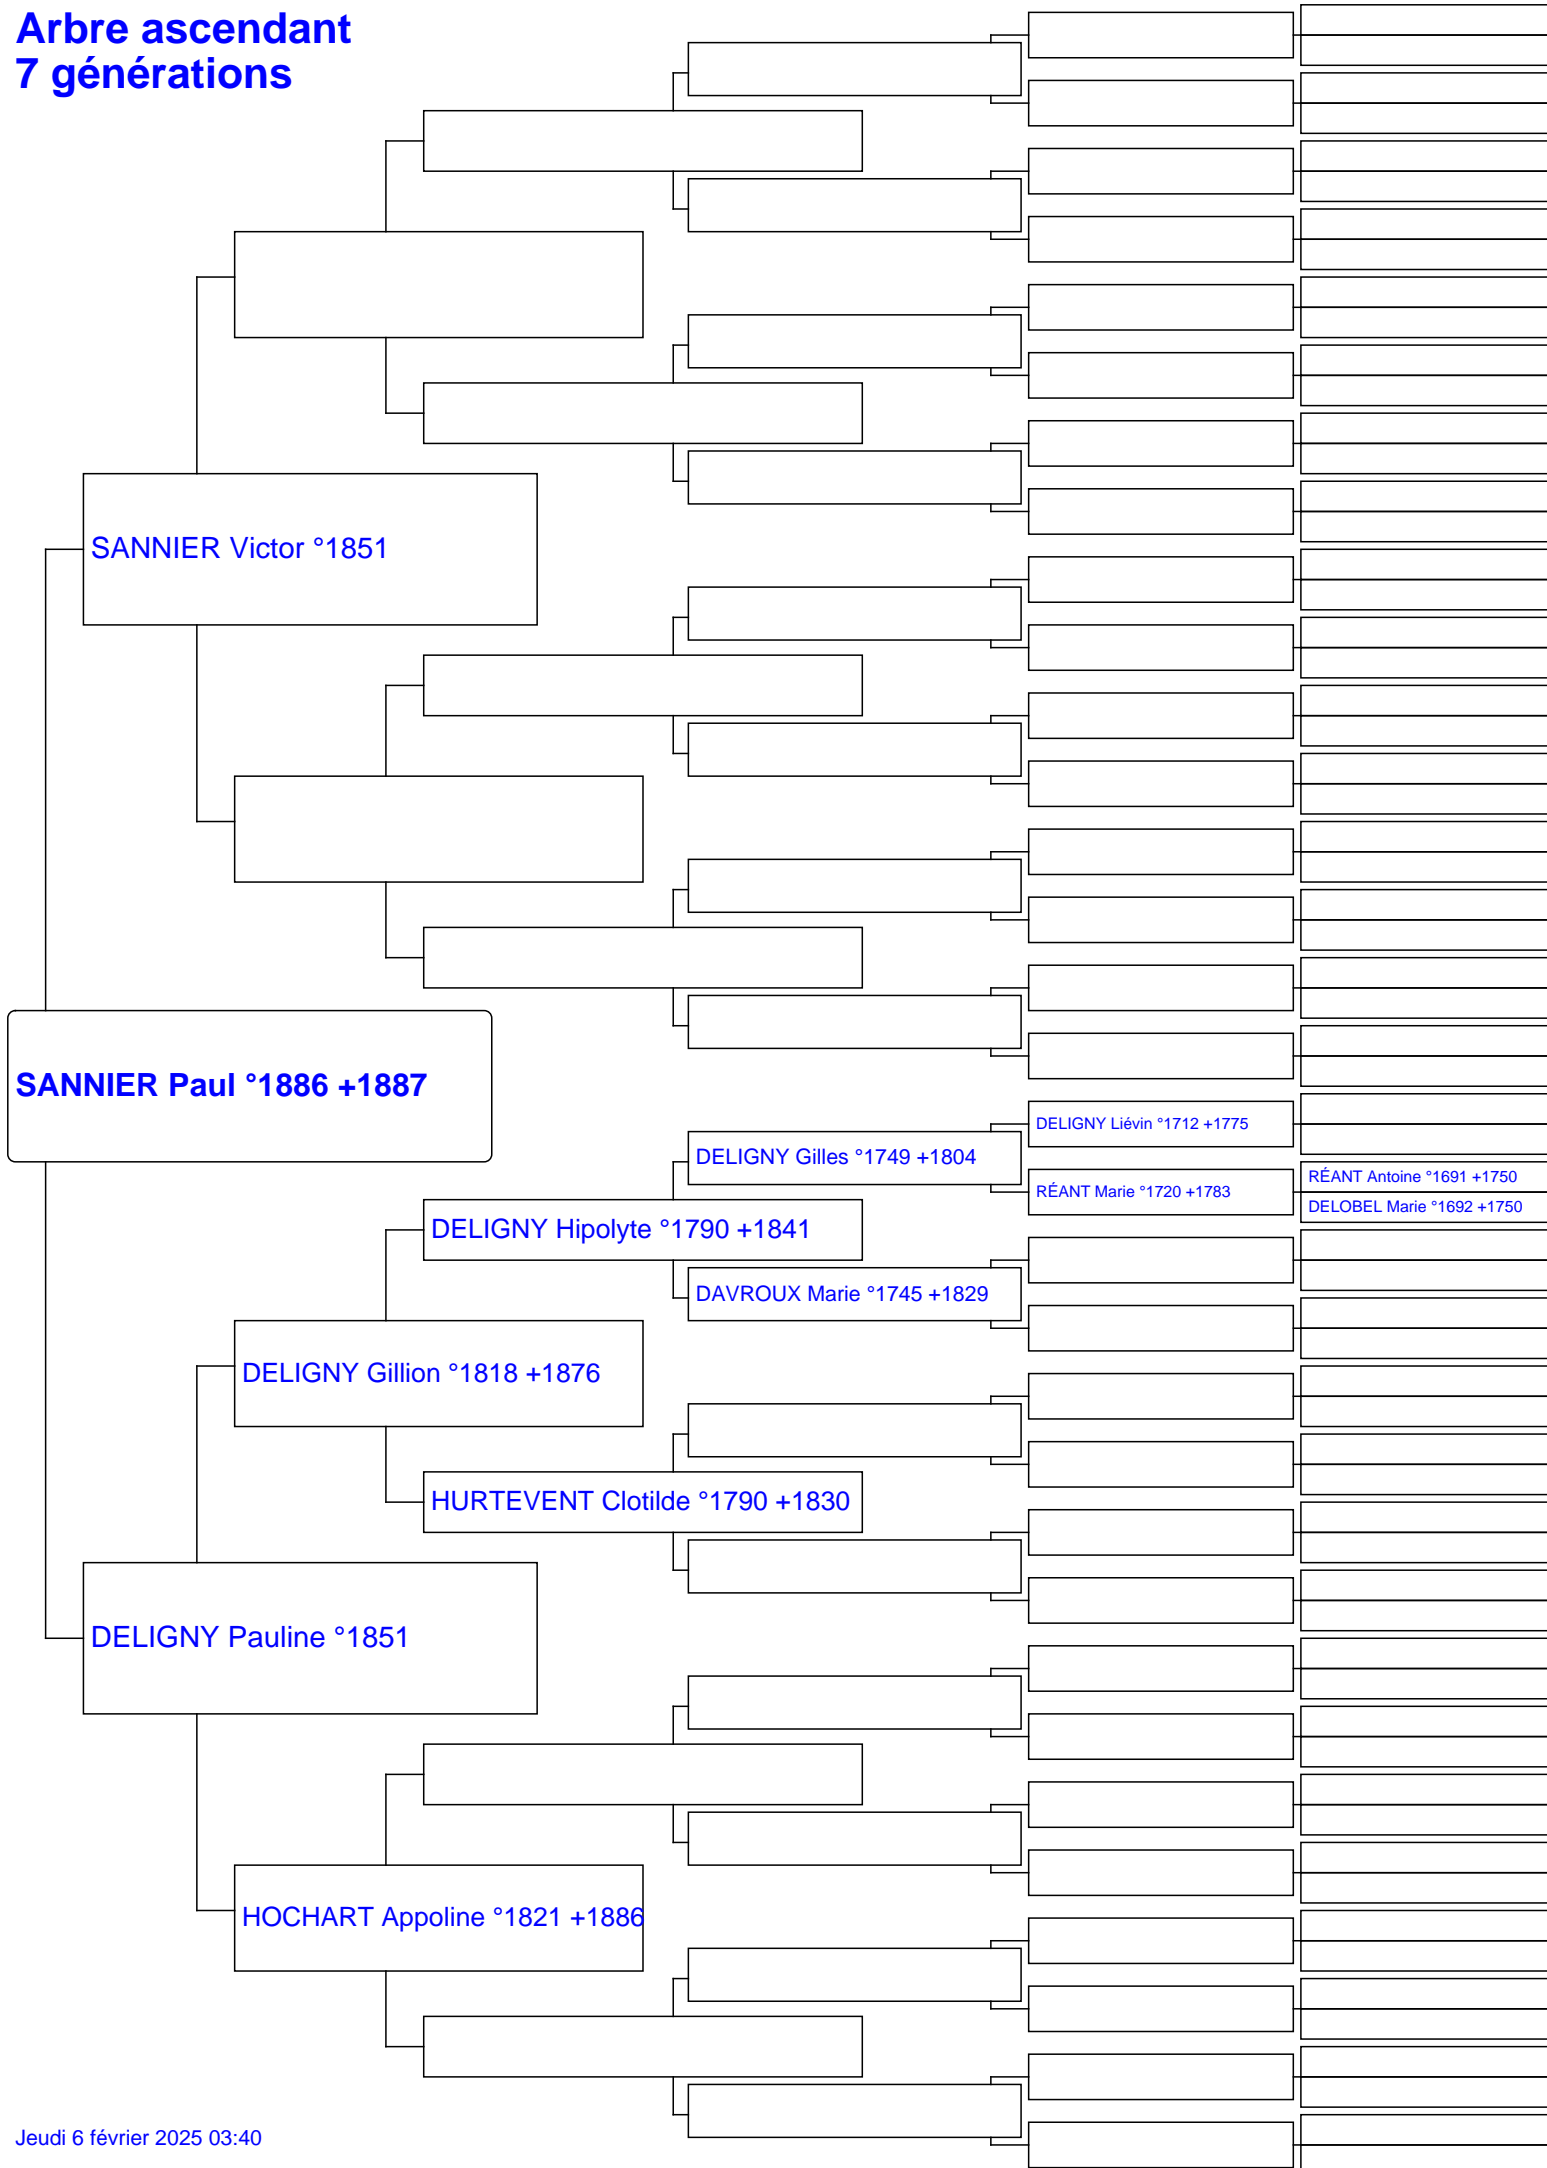 Arbre ascendant
7 générations
SANNIER Victor °1851
SANNIER Paul °1886 +1887
DELIGNY Liévin °1712 +1775
DELIGNY Gilles °1749 +1804
RÉANT Antoine °1691 +1750
RÉANT Marie °1720 +1783
DELOBEL Marie °1692 +1750
DELIGNY Hipolyte °1790 +1841
DAVROUX Marie °1745 +1829
DELIGNY Gillion °1818 +1876
HURTEVENT Clotilde °1790 +1830
DELIGNY Pauline °1851
HOCHART Appoline °1821 +1886
Jeudi 6 février 2025 03:40